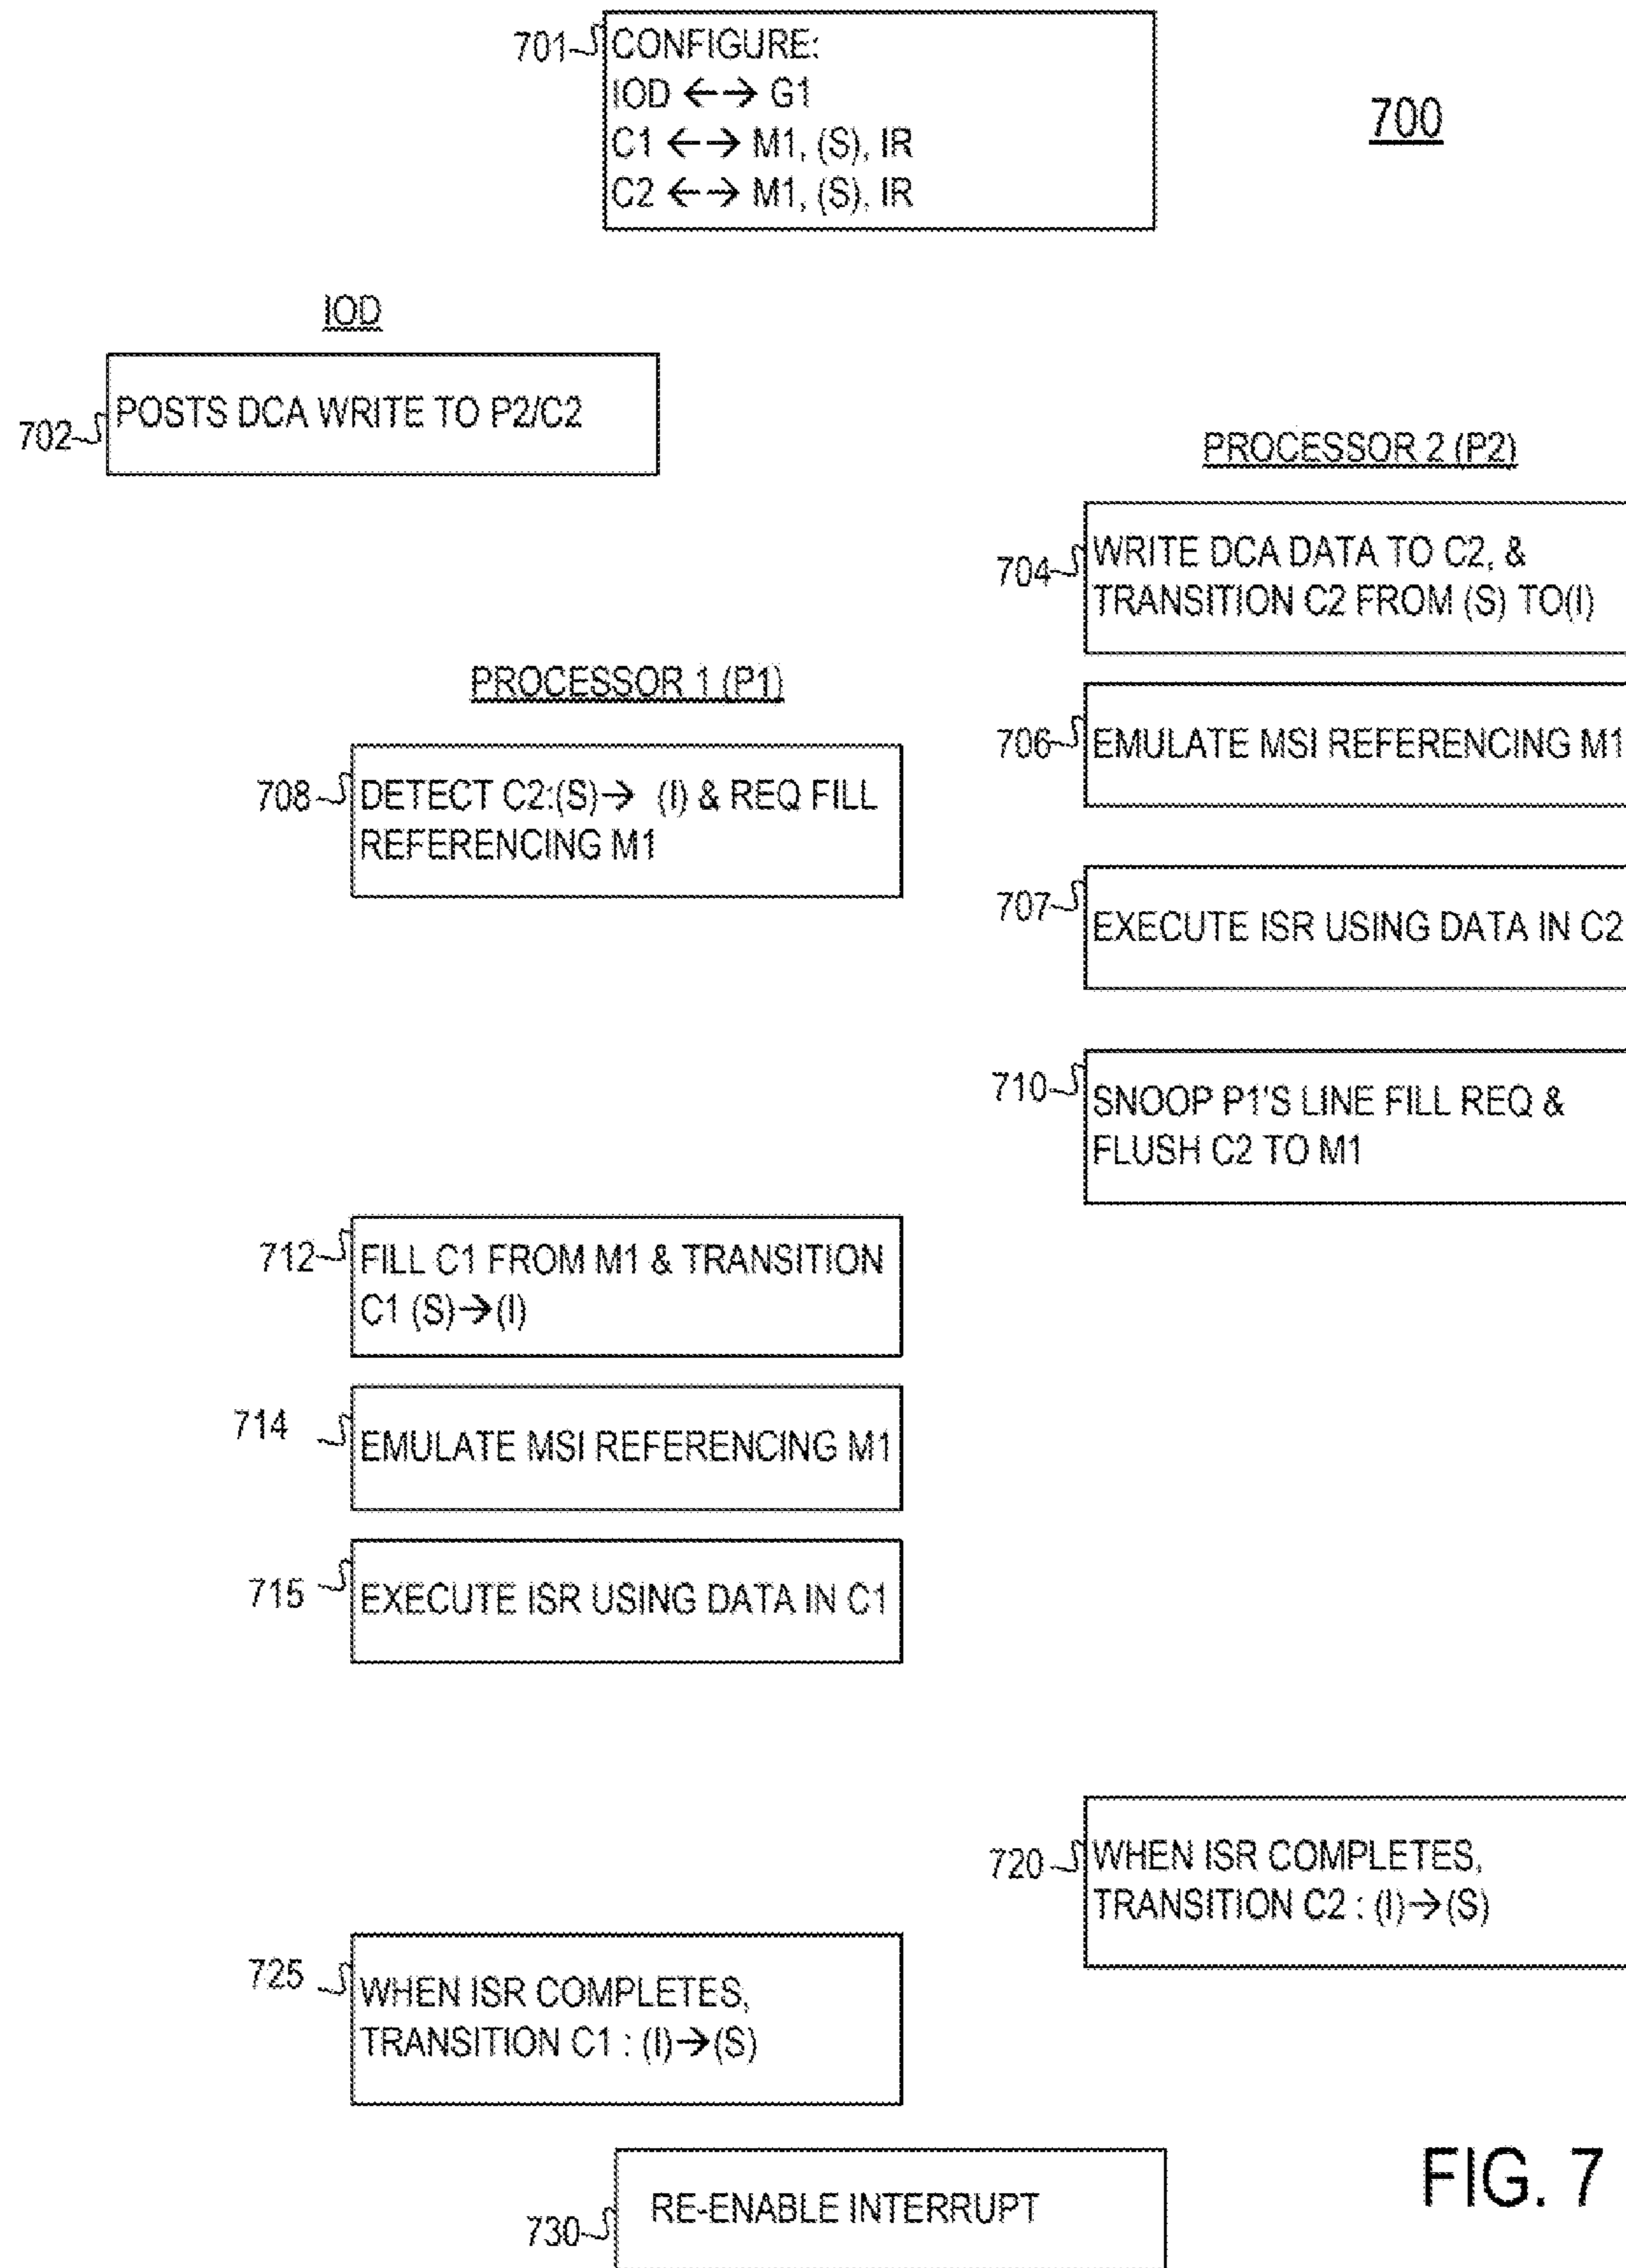 701
CONFIGURE:
IOD ←→ G1
C1 ←→ M1, (S), IR
C2 ←→ M1, (S), IR
700
IOD
702
POSTS DCA WRITE TO P2/C2
PROCESSOR 2 (P2)
704
WRITE DCA DATA TO C2, &
TRANSITION C2 FROM (S) TO(I)
PROCESSOR 1 (P1)
706
EMULATE MSI REFERENCING M1
708
DETECT C2:(S)→ (I) & REQ FILL
REFERENCING M1
707
EXECUTE ISR USING DATA IN C2
710
SNOOP P1'S LINE FILL REQ &
FLUSH C2 TO M1
712
FILL C1 FROM M1 & TRANSITION
C1 (S)→(I)
714
EMULATE MSI REFERENCING M1
715
EXECUTE ISR USING DATA IN C1
720
WHEN ISR COMPLETES,
TRANSITION C2 : (I)→(S)
725
WHEN ISR COMPLETES,
TRANSITION C1 : (I)→(S)
730
RE-ENABLE INTERRUPT
FIG. 7